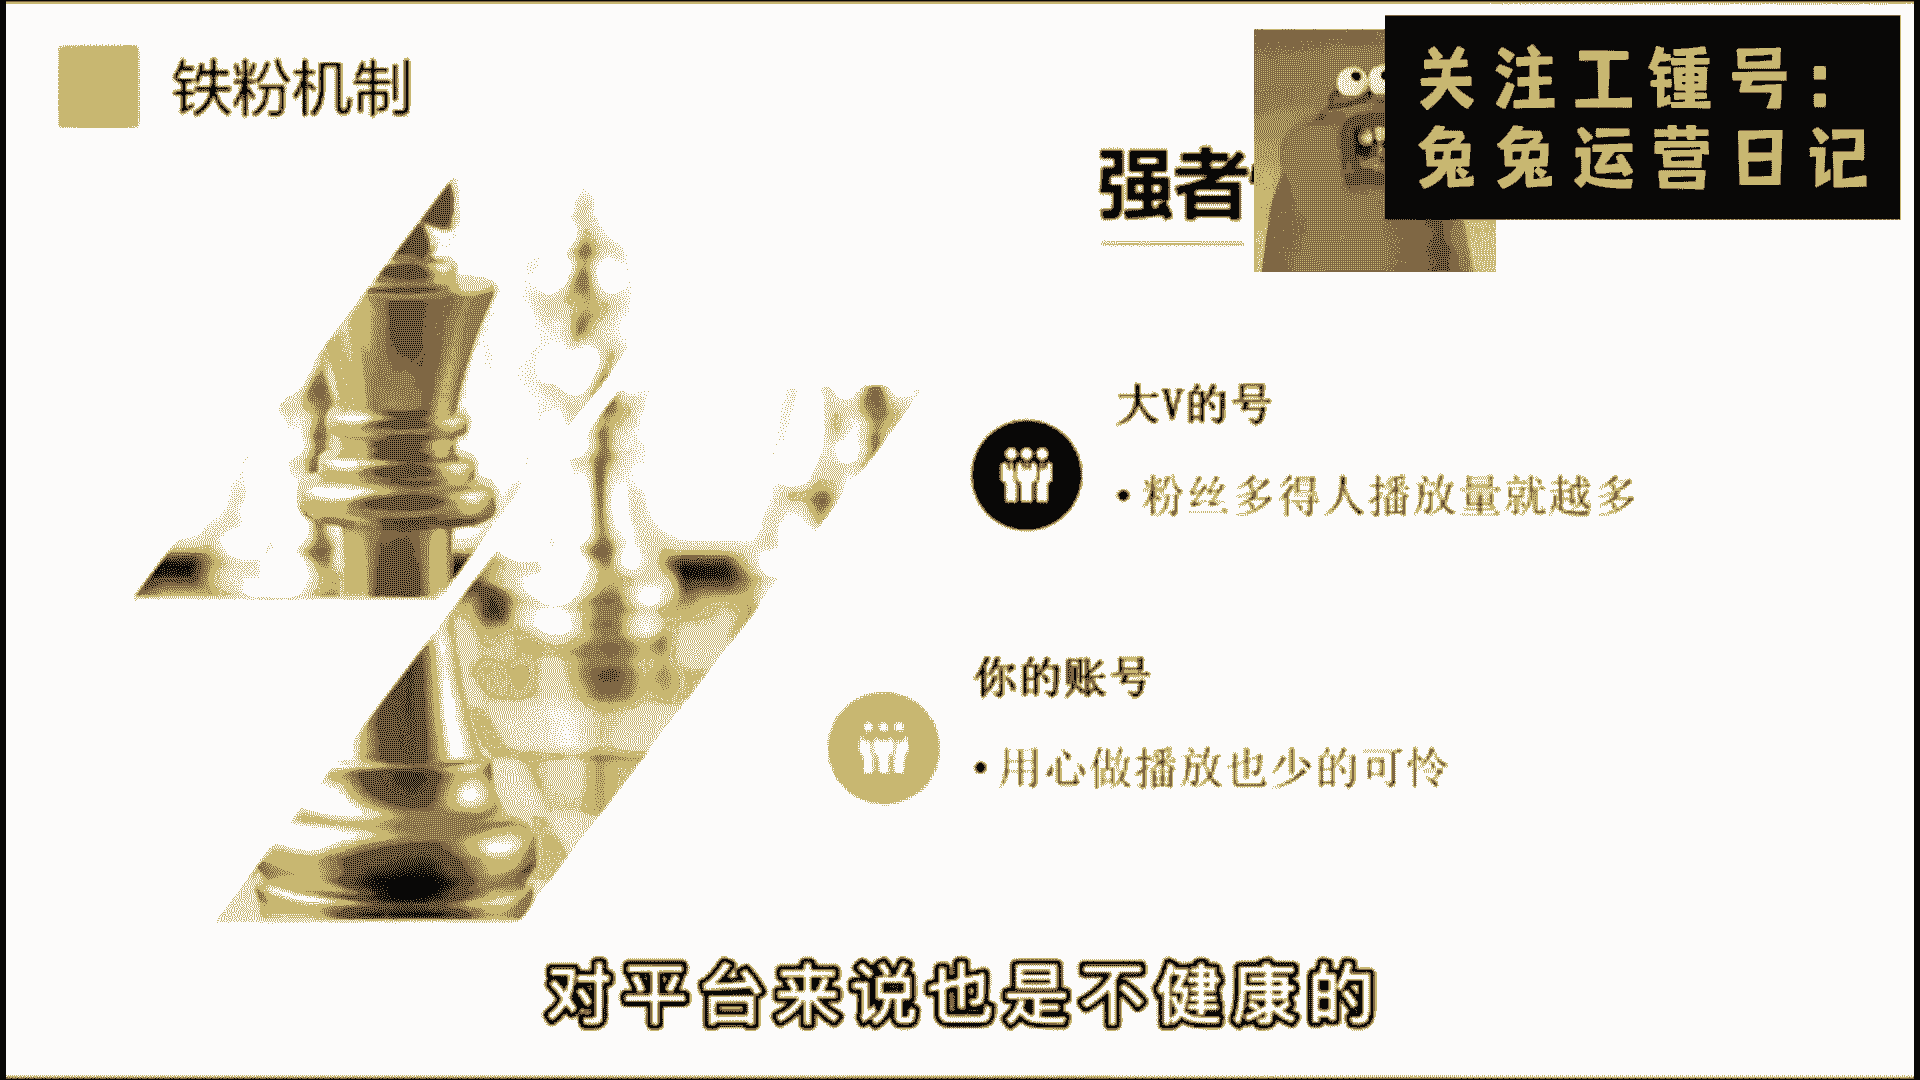 铁粉机制
关注工锺号：
兔兔运营日记
强者
大V的号
•粉丝多得人播放量就越多
你的账号
•用心做播放也少的可怜
对平台来说也是不健康的